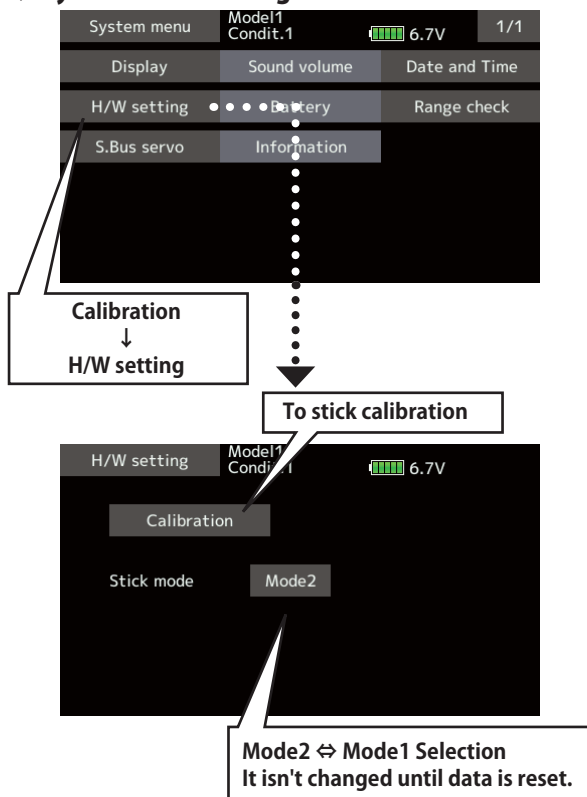 System menu
Model1
Condit.1
6.7V
1/1
Display
Sound volume
Date and Time
H/W setting
Battery
Range check
S.Bus servo
Information
Calibration
↓
H/W setting
To stick calibration
H/W setting
Model1
Condit.1
6.7V
Calibration
Stick mode
Mode2
Mode2 ⇔ Mode1 Selection
It isn't changed until data is reset.